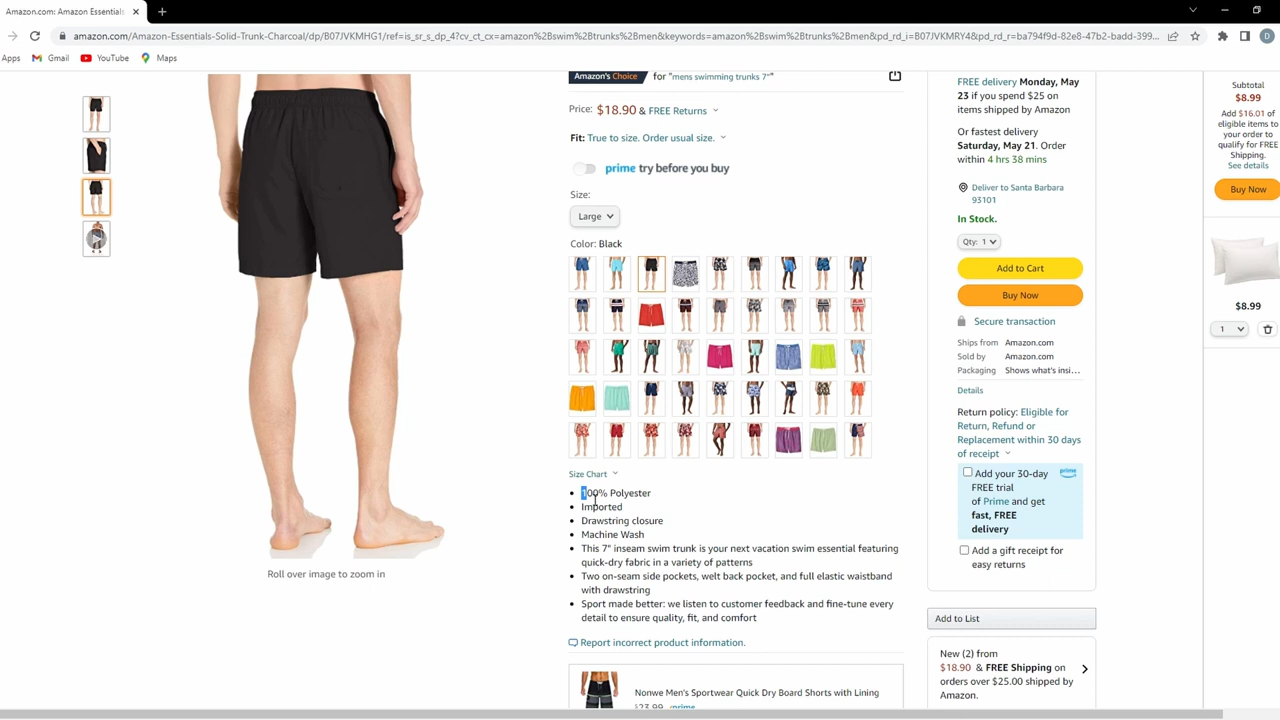 Amazon.com: Amazon Essentials
amazon.com/Amazon-Essentials-Solid-Trunk-Charcoal/dp/B07JVKMHG1/ref=is_sr_s_dp_4?cv_ct_cx=amazon%2Bswim%2Btrunks%2Bmen&keywords=amazon%2Bswim%2Btrunks%2Bmen&pd_rd_i=B07JVKMRY4&pd_rd_r=ba794f9d-82e8-47b2-badd-399...
D
Apps
Gmail
YouTube
Maps
Amazon's Choice for "mens swimming trunks 7""
Price: $18.90 & FREE Returns
Fit: True to size. Order usual size.
prime try before you buy
Size:
Large
Color: Black
Size Chart
• 100% Polyester
• Imported
• Drawstring closure
• Machine Wash
• This 7" inseam swim trunk is your next vacation swim essential featuring
quick-dry fabric in a variety of patterns
• Two on-seam side pockets, welt back pocket, and full elastic waistband
with drawstring
• Sport made better: we listen to customer feedback and fine-tune every
detail to ensure quality, fit, and comfort
Report incorrect product information.
Nonwe Men's Sportwear Quick Dry Board Shorts with Lining
$23.99 prime
Roll over image to zoom in
FREE delivery Monday, May
23 if you spend $25 on
items shipped by Amazon
Or fastest delivery
Saturday, May 21. Order
within 4 hrs 38 mins
Deliver to Santa Barbara
93101
In Stock.
Qty: 1
Add to Cart
Buy Now
Secure transaction
Ships from Amazon.com
Sold by Amazon.com
Packaging Shows what's insi...
Details
Return policy: Eligible for
Return, Refund or
Replacement within 30 days
of receipt
Add your 30-day prime
FREE trial
of Prime and get
fast, FREE
delivery
Add a gift receipt for
easy returns
Add to List
New (2) from
$18.90 & FREE Shipping on
orders over $25.00 shipped by
Amazon.
Subtotal
$8.99
Add $16.01 of
eligible items to
your order to
qualify for FREE
Shipping.
See details
Buy Now
$8.99
1